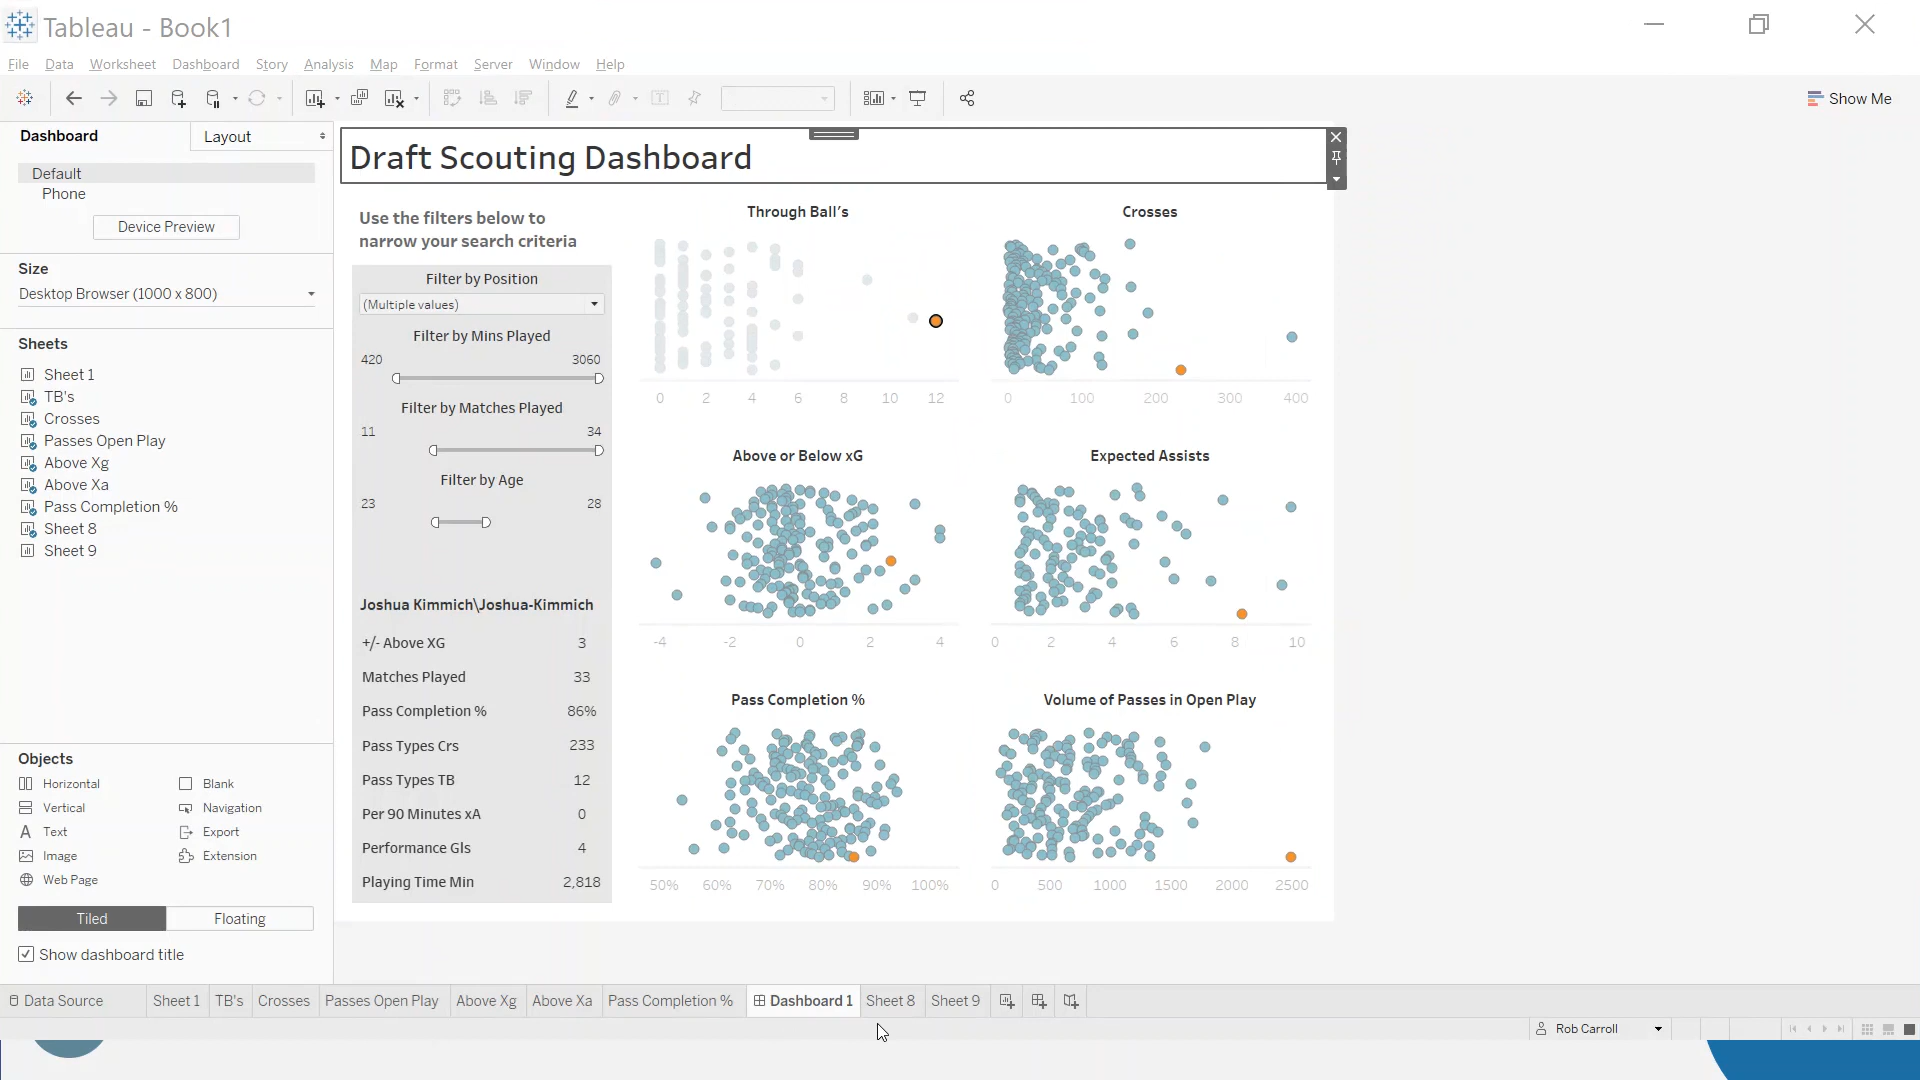 Tableau - Book1
File Data Worksheet Dashboard Story Analysis Map Format Server Window Help
Show Me
Dashboard Layout
Default
Phone
Device Preview
Size
Desktop Browser (1000 x 800)
Sheets
Sheet 1
TB's
Crosses
Passes Open Play
Above Xg
Above Xa
Pass Completion %
Sheet 8
Sheet 9
Objects
Horizontal Blank
Vertical Navigation
A Text Export
Image Extension
Web Page
Tiled Floating
Show dashboard title
Draft Scouting Dashboard
Use the filters below to
narrow your search criteria
Filter by Position
(Multiple values)
Filter by Mins Played
420 3060
Filter by Matches Played
11 34
Filter by Age
23 28
Joshua Kimmich\Joshua-Kimmich
+/- Above XG 3
Matches Played 33
Pass Completion % 86%
Pass Types Crs 233
Pass Types TB 12
Per 90 Minutes xA 0
Performance Gls 4
Playing Time Min 2,818
Through Ball's
0 2 4 6 8 10 12
Crosses
0 100 200 300 400
Above or Below xG
-4 -2 0 2 4
Expected Assists
0 2 4 6 8 10
Pass Completion %
50% 60% 70% 80% 90% 100%
Volume of Passes in Open Play
0 500 1000 1500 2000 2500
Data Source Sheet 1 TB's Crosses Passes Open Play Above Xg Above Xa Pass Completion % Dashboard 1 Sheet 8 Sheet 9
Rob Carroll